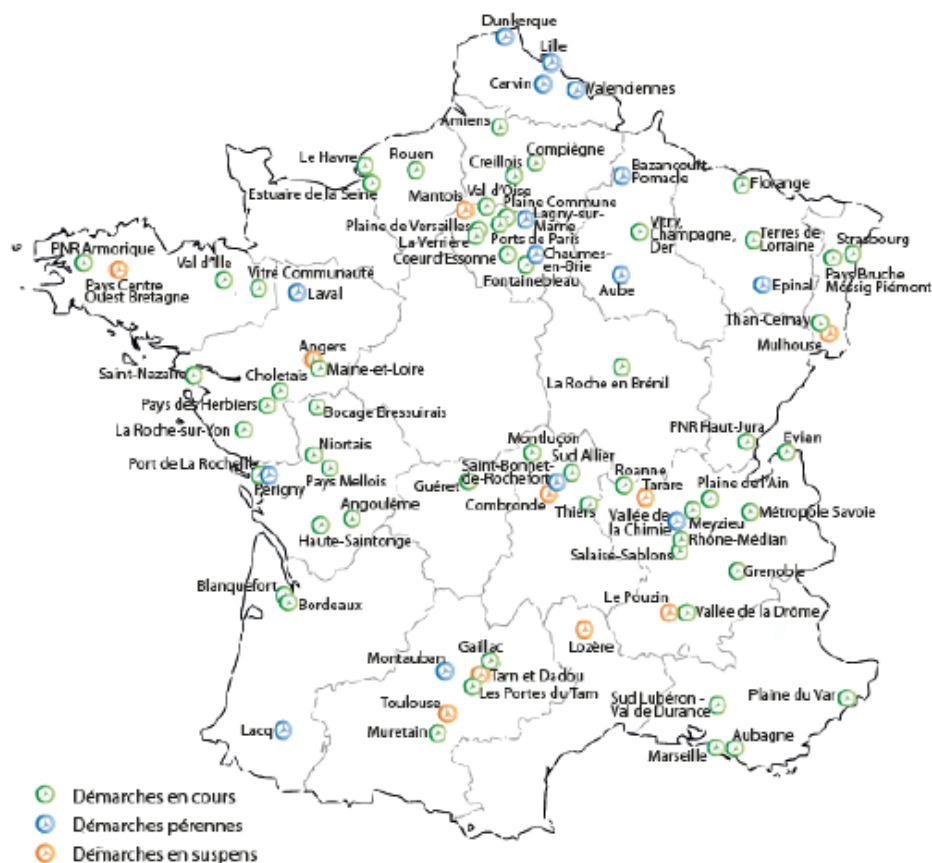 Dunkerque
Lille
Carvin
Valenciennes
Amiens
Le Havre
Rouen
Creillois
Compiègne
Bazancourt
Pomacle
Florange
Estuaire de la Seine
Mantois
Val d'Oise
Plaine Commune
Lagny-sur-
Marne
Plaine de Versailles
La Verrière
Ports de Paris
Coeur d'Essonne
Chaumes-
en-Brie
Fontainebleau
Vitry,
Champagne,
Der
Terres de
Lorraine
Strasbourg
Pays Bruche
Mossig Piémont
PNR Armorique
Pays Centre
Ouest Bretagne
Val d'Ille
Vitré Communauté
Laval
Aube
Epinal
Than-Cernay
Mulhouse
Angers
Maine-et-Loire
Saint-Nazaire
Choletais
La Roche en Brénil
Pays des Herbiers
Bocage Bressuirais
La Roche-sur-Yon
PNR Haut-Jura
Evian
Niortais
Montluçon
Sud Allier
Port de La Rochelle
Périgny
Pays Mellois
Guéret
Saint-Bonnet-
de-Rochefort
Combronde
Thiers
Roanne
Tarare
Plaine de l'Ain
Angoulême
Haute-Saintonge
Vallée de
la Chimie
Meyzieu
Métropole Savoie
Rhône-Médian
Salaise-Sablons
Grenoble
Blanquefort
Bordeaux
Le Pouzin
Vallée de la Drôme
Lozère
Gaillac
Montauban
Tarn et Dadou
Les Portes du Tarn
Toulouse
Sud Lubéron -
Val de Durance
Plaine du Var
Lacq
Muretain
Marseille
Aubagne
Démarches en cours
Démarches pérennes
Démarches en suspens